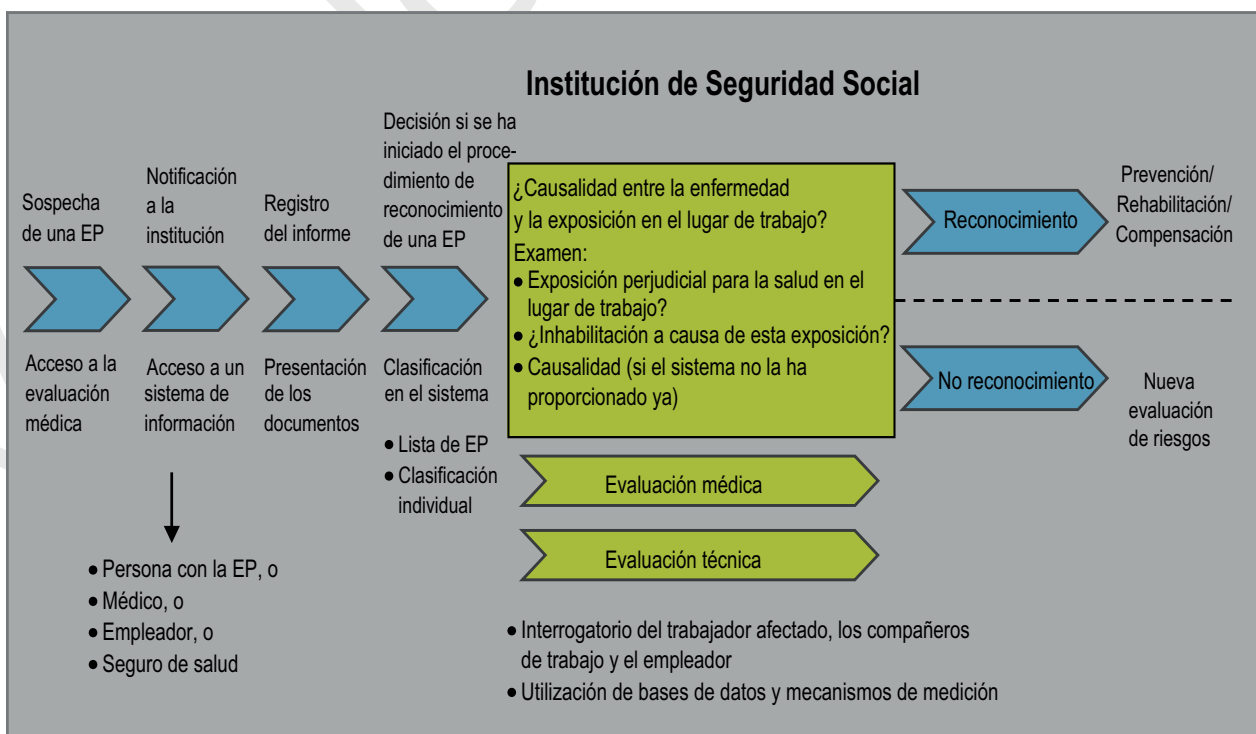 Institución de Seguridad Social
Sospecha
de una EP
Acceso a la
evaluación
médica
Notificación
a la
institución
Acceso a un
sistema de
información
• Persona con la EP, o
• Médico, o
• Empleador, o
• Seguro de salud
Registro
del informe
Presentación
de los
documentos
Decisión si se ha
iniciado el proce-
dimiento de
reconocimiento
de una EP
Clasificación
en el sistema
• Lista de EP
• Clasificación
individual
¿Causalidad entre la enfermedad
y la exposición en el lugar de trabajo?
Examen:
• Exposición perjudicial para la salud en el
lugar de trabajo?
• ¿Inhabilitación a causa de esta exposición?
• Causalidad (si el sistema no la ha
proporcionado ya)
Evaluación médica
Evaluación técnica
• Interrogatorio del trabajador afectado, los compañeros
de trabajo y el empleador
• Utilización de bases de datos y mecanismos de medición
Reconocimiento
Prevención/
Rehabilitación/
Compensación
No reconocimiento
Nueva
evaluación
de riesgos